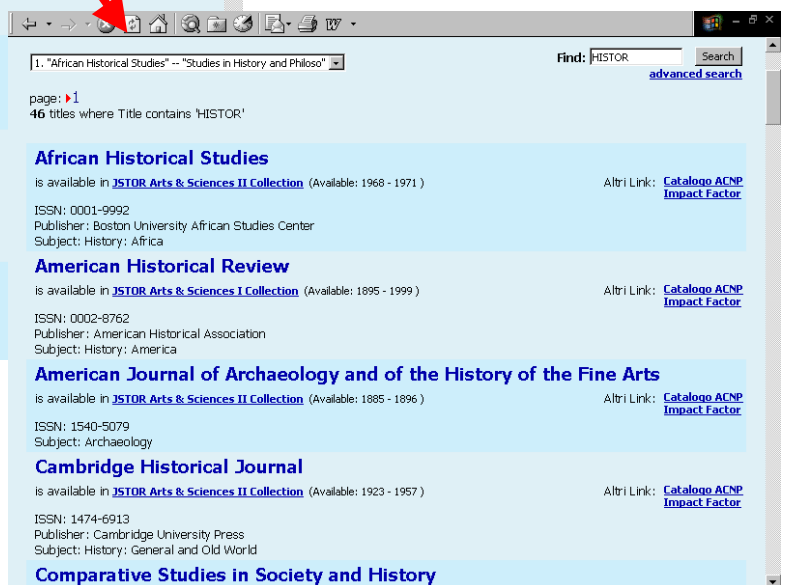 1. "African Historical Studies" -- "Studies in History and Philoso"
Find: HISTOR Search
advanced search
page: 1
46 titles where Title contains 'HISTOR'
African Historical Studies
is available in JSTOR Arts & Sciences II Collection (Available: 1968 - 1971 ) Altri Link: Catalogo ACNP
Impact Factor
ISSN: 0001-9992
Publisher: Boston University African Studies Center
Subject: History: Africa
American Historical Review
is available in JSTOR Arts & Sciences I Collection (Available: 1895 - 1999 ) Altri Link: Catalogo ACNP
Impact Factor
ISSN: 0002-8762
Publisher: American Historical Association
Subject: History: America
American Journal of Archaeology and of the History of the Fine Arts
is available in JSTOR Arts & Sciences II Collection (Available: 1885 - 1896 ) Altri Link: Catalogo ACNP
Impact Factor
ISSN: 1540-5079
Subject: Archaeology
Cambridge Historical Journal
is available in JSTOR Arts & Sciences II Collection (Available: 1923 - 1957 ) Altri Link: Catalogo ACNP
Impact Factor
ISSN: 1474-6913
Publisher: Cambridge University Press
Subject: History: General and Old World
Comparative Studies in Society and History